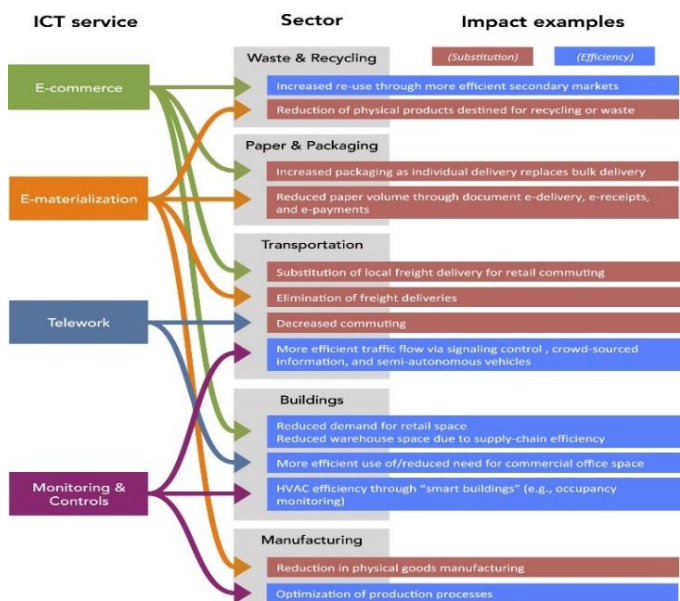 ICT service
Sector
Impact examples
Waste & Recycling
(Substitution)
(Efficiency)
E-commerce
Increased re-use through more efficient secondary markets
Reduction of physical products destined for recycling or waste
Paper & Packaging
Increased packaging as individual delivery replaces bulk delivery
E-materialization
Reduced paper volume through document e-delivery, e-receipts,
and e-payments
Transportation
Substitution of local freight delivery for retail commuting
Elimination of freight deliveries
Telework
Decreased commuting
More efficient traffic flow via signaling control , crowd-sourced
information, and semi-autonomous vehicles
Buildings
Reduced demand for retail space
Reduced warehouse space due to supply-chain efficiency
More efficient use of/reduced need for commercial office space
Monitoring &
Controls
HVAC efficiency through “smart buildings” (e.g., occupancy
monitoring)
Manufacturing
Reduction in physical goods manufacturing
Optimization of production processes